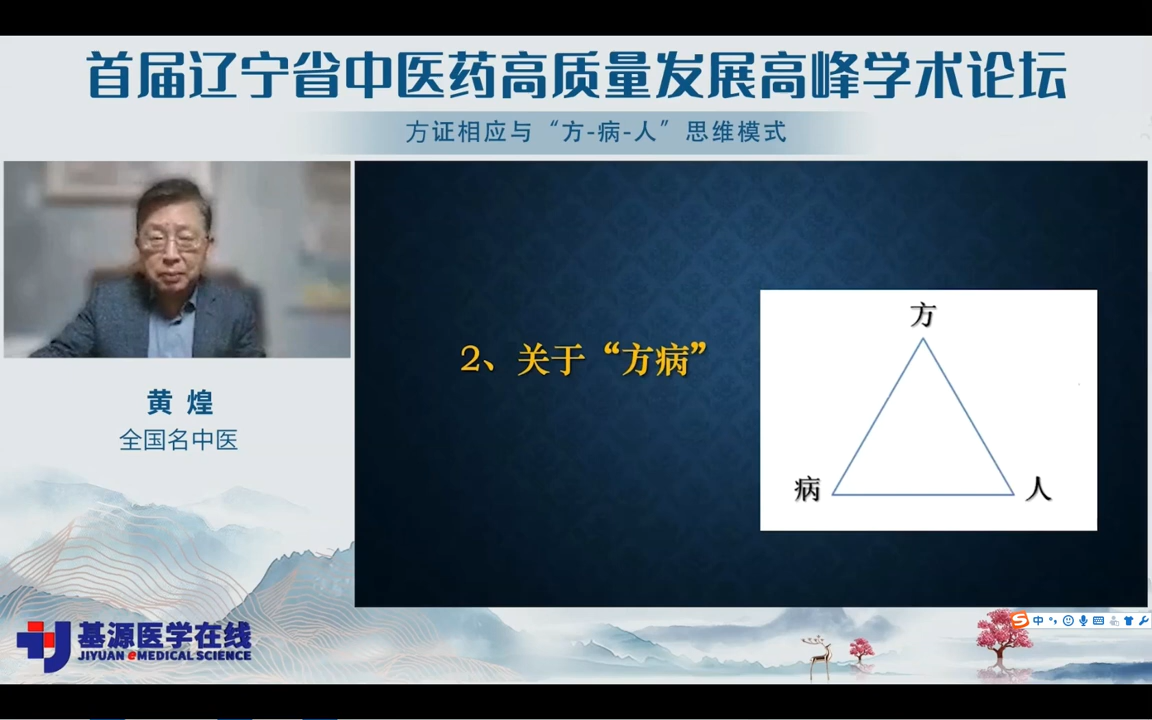 首届辽宁省中医药高质量发展高峰学术论坛
方证相应与“方-病-人”思维模式
黄 煌
全国名中医
2、关于“方病”
方
病
人
基源医学在线
JIYUAN eMEDICAL SCIENCE
中